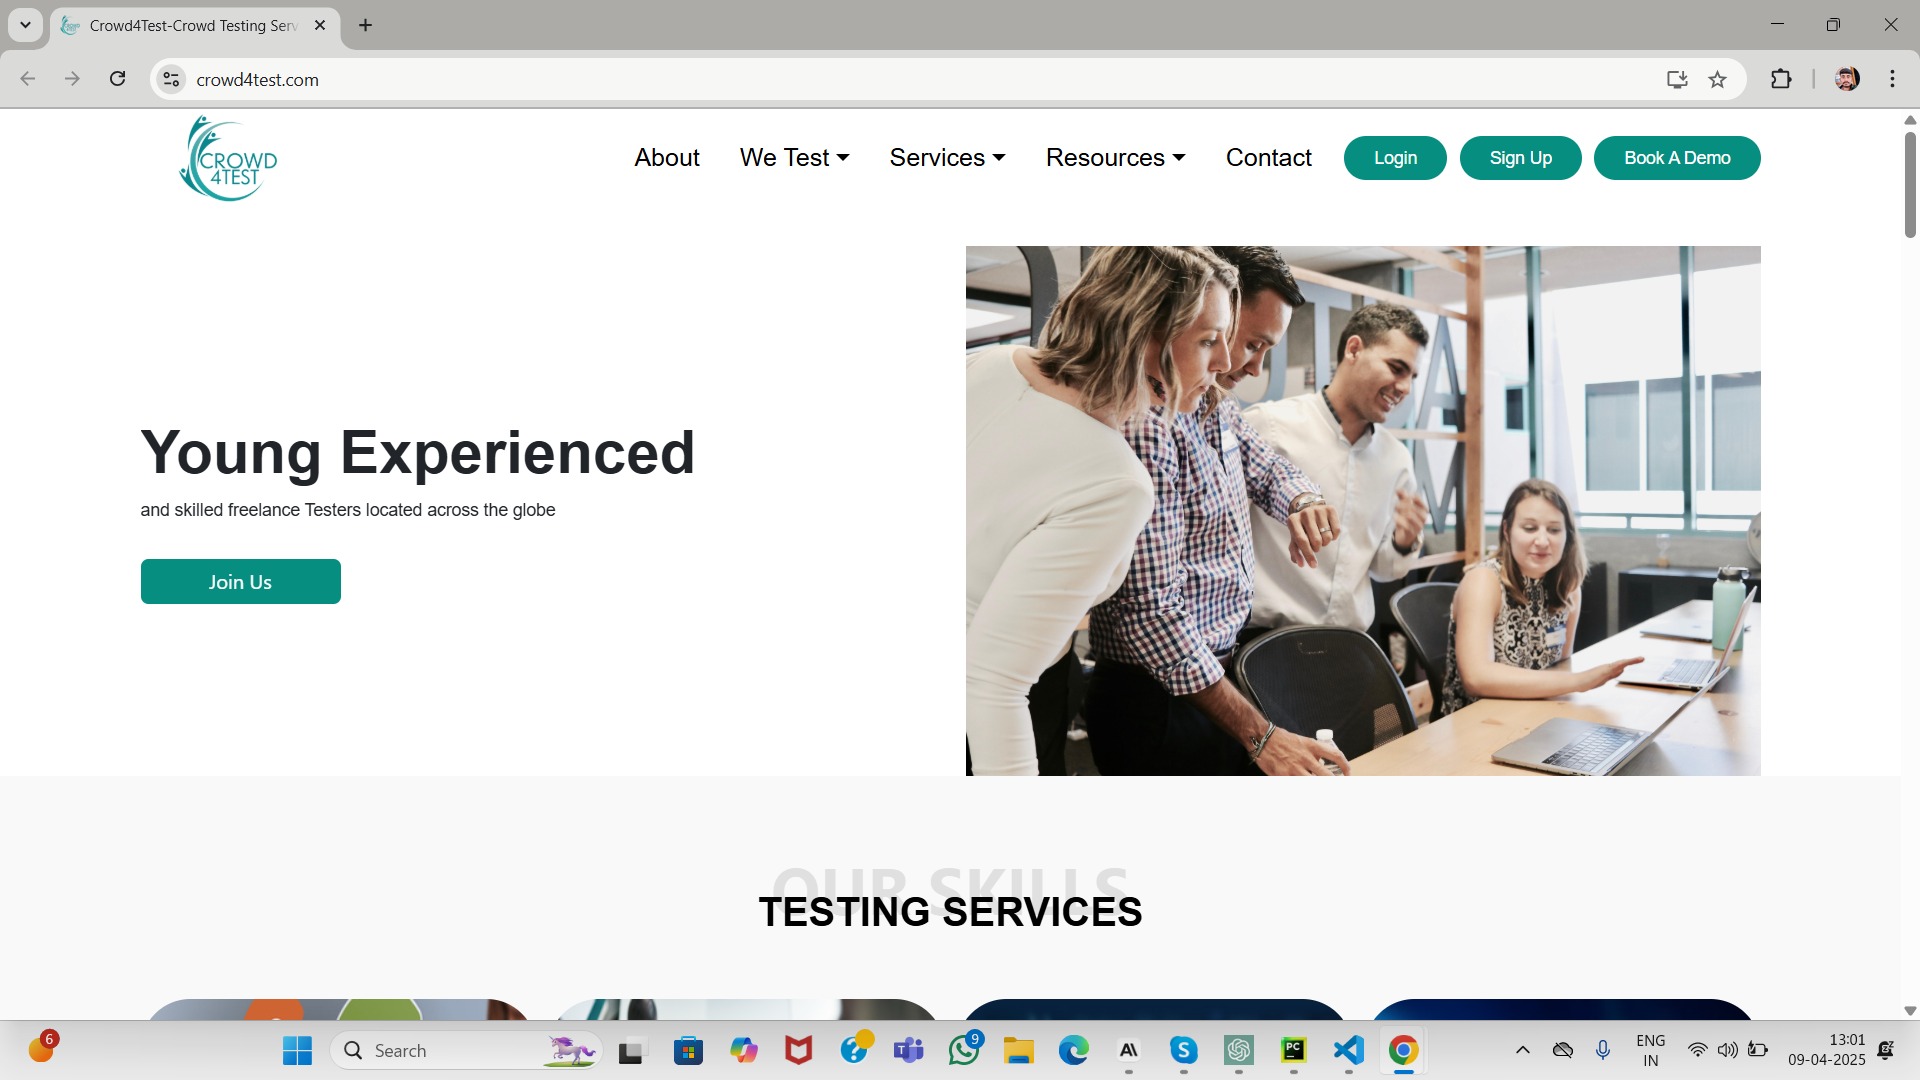 Crowd4Test-Crowd Testing Serv
crowd4test.com
CROWD
4TEST
About
We Test
Services
Resources
Contact
Login
Sign Up
Book A Demo
Young Experienced
and skilled freelance Testers located across the globe
Join Us
OUR SKILLS
TESTING SERVICES
6
Search
9
ENG
IN
13:01
09-04-2025